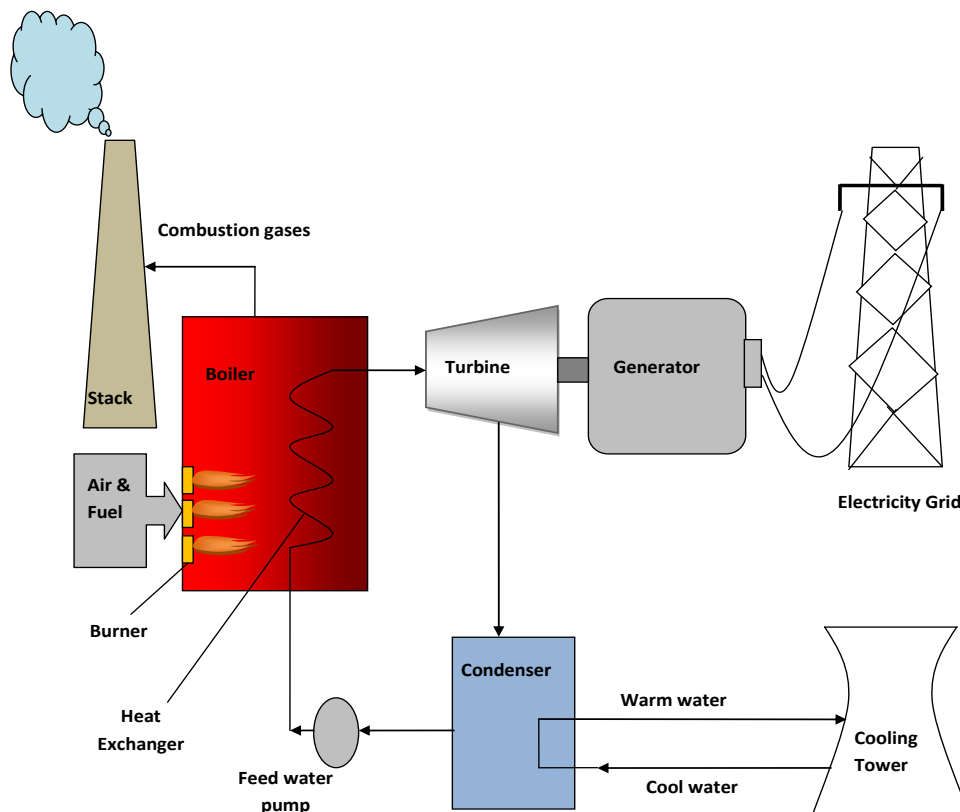 Combustion gases
Boiler
Turbine
Generator
Stack
Air &
Fuel
Electricity Grid
Burner
Condenser
Warm water
Heat
Exchanger
Cooling
Tower
Feed water
pump
Cool water